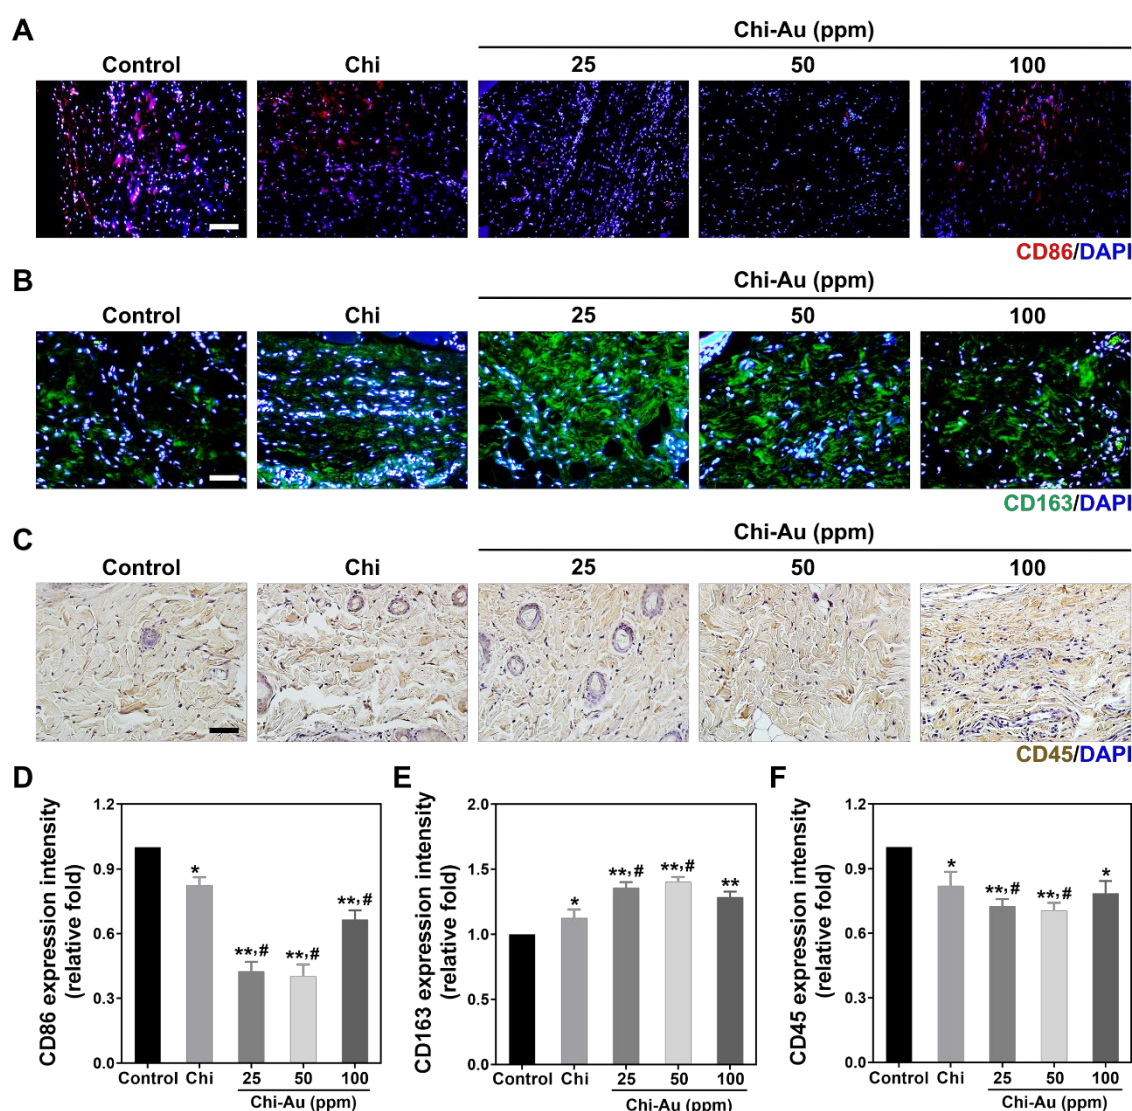 A
Chi-Au (ppm)
Control Chi 25 50 100
CD86/DAPI
B
Chi-Au (ppm)
Control Chi 25 50 100
CD163/DAPI
C
Chi-Au (ppm)
Control Chi 25 50 100
CD45/DAPI
D
CD86 expression intensity
(relative fold)
1.2
0.9
0.6
0.3
0.0
*
**,#
**,#
**,#
Control Chi 25 50 100
Chi-Au (ppm)
E
CD163 expression intensity
(relative fold)
2.0
1.5
1.0
0.5
0.0
*
**,#
**,#
**
Control Chi 25 50 100
Chi-Au (ppm)
F
CD45 expression intensity
(relative fold)
1.2
0.9
0.6
0.3
0.0
*
**,#
**,#
*
Control Chi 25 50 100
Chi-Au (ppm)